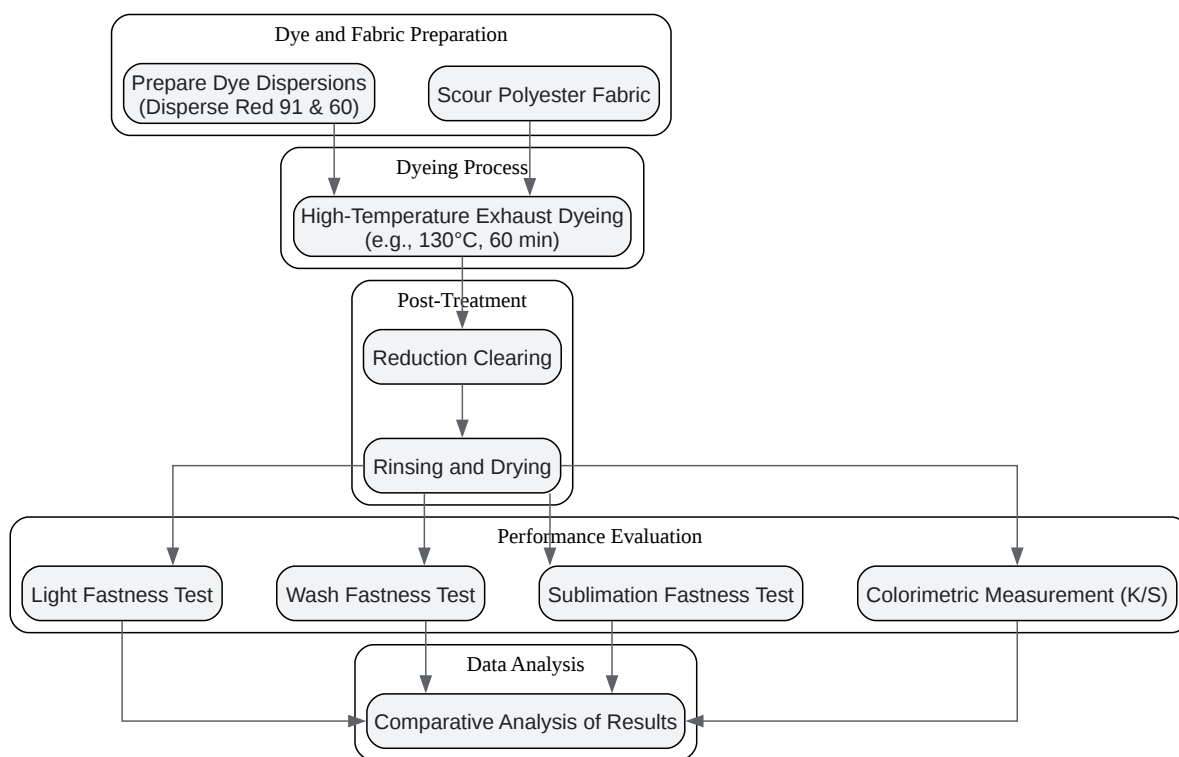 Dye and Fabric Preparation
Prepare Dye Dispersions
(Disperse Red 91 & 60)
Scour Polyester Fabric
Dyeing Process
High-Temperature Exhaust Dyeing
(e.g., 130°C, 60 min)
Post-Treatment
Reduction Clearing
Rinsing and Drying
Performance Evaluation
Light Fastness Test
Wash Fastness Test
Sublimation Fastness Test
Colorimetric Measurement (K/S)
Data Analysis
Comparative Analysis of Results